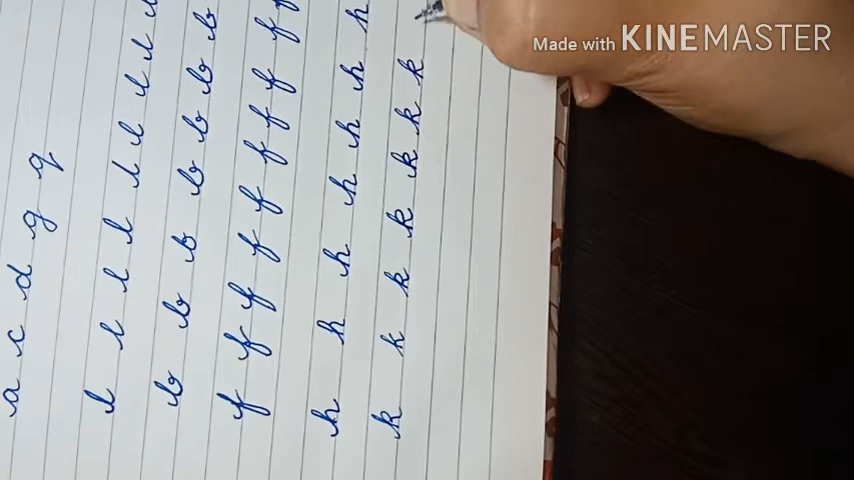 a c d g q
l l l l l l l l l
b b b b b b b
f f f f f f f f f f
h h h h h h h
k k k k k k k
Made with KINEMASTER